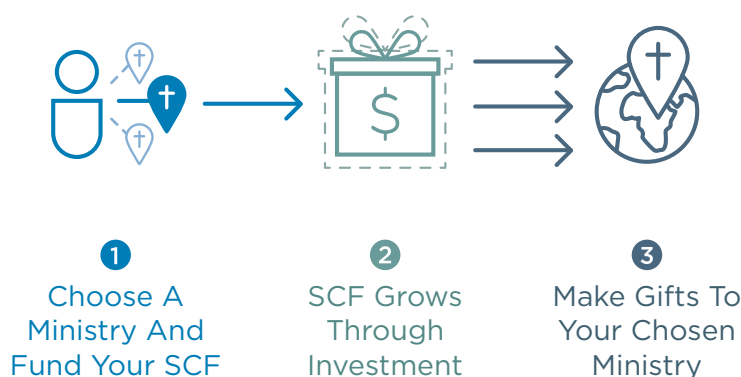 $
1
Choose A
Ministry And
Fund Your SCF
2
SCF Grows
Through
Investment
3
Make Gifts To
Your Chosen
Ministry